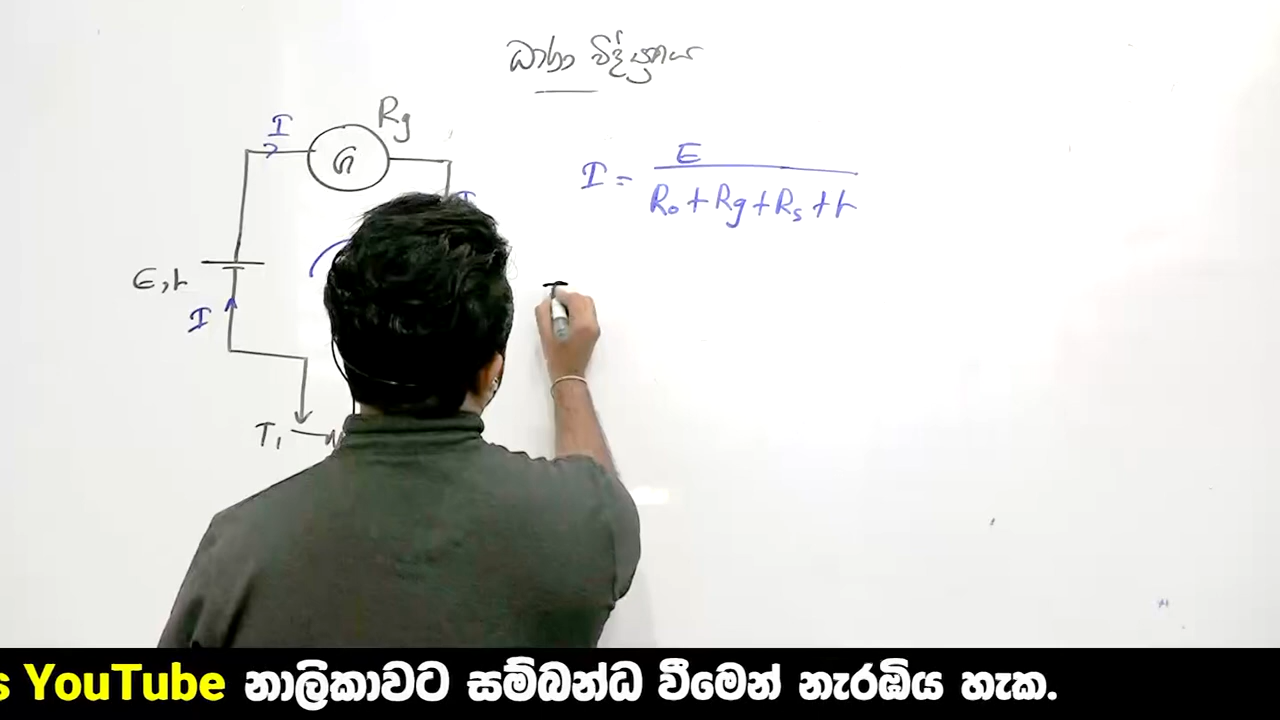 ධාරා විද්‍යුතය
I
Rg
G
E
I =
R₀ + Rg + Rs + r
E, r
I
T₁
s YouTube නාලිකාවට සම්බන්ධ වීමෙන් නැරඹිය හැක.